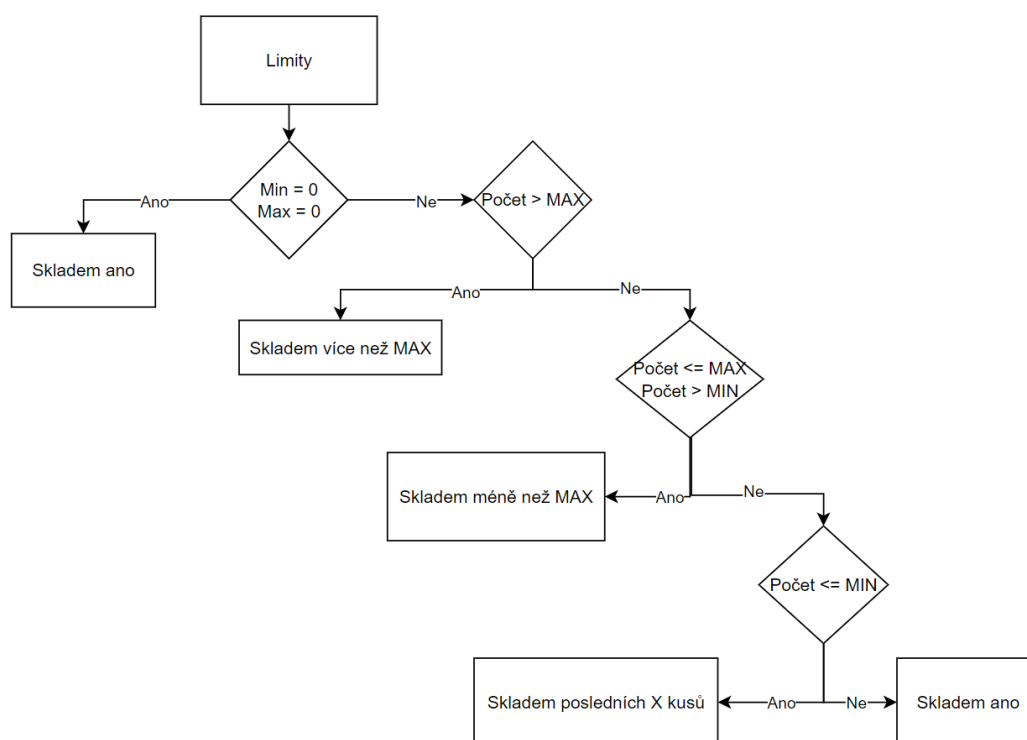 Limity
Min = 0
Max = 0
Ano
Ne
Počet > MAX
Skladem ano
Ano
Ne
Skladem více než MAX
Počet <= MAX
Počet > MIN
Skladem méně než MAX
Ano
Ne
Počet <= MIN
Skladem posledních X kusů
Ano
Ne
Skladem ano